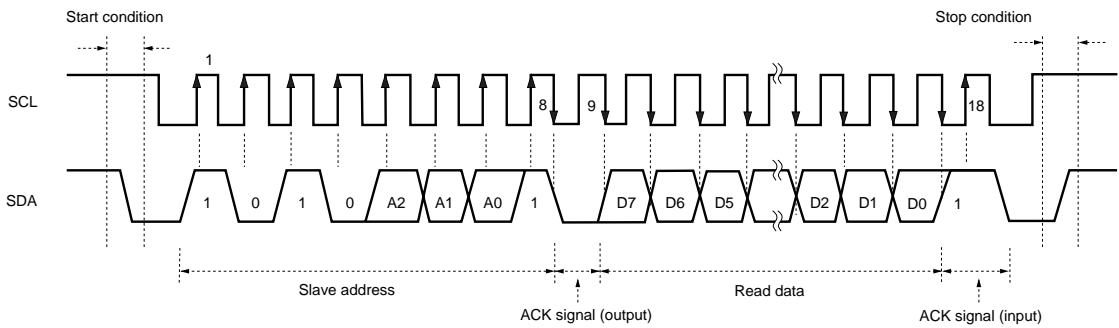 Start condition
Stop condition
1
SCL
8
9
18
SDA
1 0 1 0 A2 A1 A0 1 D7 D6 D5 D2 D1 D0 1
Slave address
Read data
ACK signal (output)
ACK signal (input)